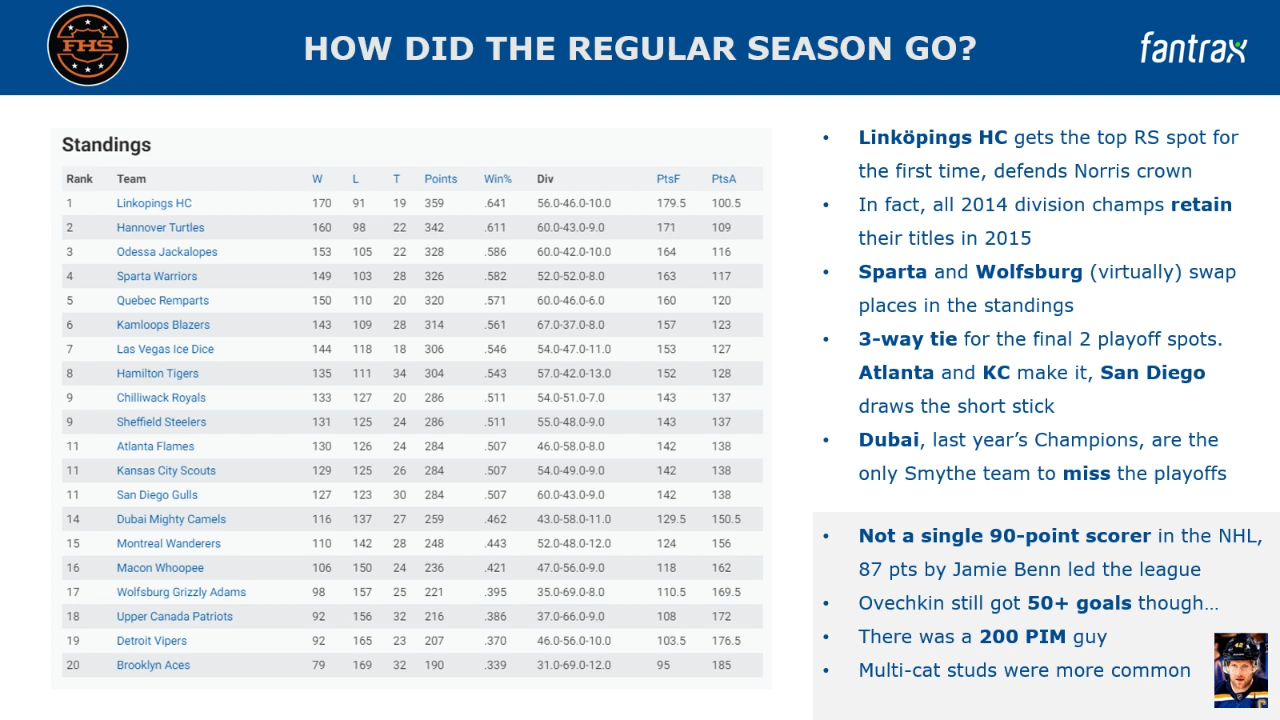 FHS
HOW DID THE REGULAR SEASON GO?
fantrax
Standings
Rank Team W L T Points Win% Div PtsF PtsA
1 Linkopings HC 170 91 19 359 .641 56.0-46.0-10.0 179.5 100.5
2 Hannover Turtles 160 98 22 342 .611 60.0-43.0-9.0 171 109
3 Odessa Jackalopes 153 105 22 328 .586 60.0-42.0-10.0 164 116
4 Sparta Warriors 149 103 28 326 .582 52.0-52.0-8.0 163 117
5 Quebec Remparts 150 110 20 320 .571 60.0-46.0-6.0 160 120
6 Kamloops Blazers 143 109 28 314 .561 67.0-37.0-8.0 157 123
7 Las Vegas Ice Dice 144 118 18 306 .546 54.0-47.0-11.0 153 127
8 Hamilton Tigers 135 111 34 304 .543 57.0-42.0-13.0 152 128
9 Chilliwack Royals 133 127 20 286 .511 54.0-51.0-7.0 143 137
9 Sheffield Steelers 131 125 24 286 .511 55.0-48.0-9.0 143 137
11 Atlanta Flames 130 126 24 284 .507 46.0-58.0-8.0 142 138
11 Kansas City Scouts 129 125 26 284 .507 54.0-49.0-9.0 142 138
11 San Diego Gulls 127 123 30 284 .507 60.0-43.0-9.0 142 138
14 Dubai Mighty Camels 116 137 27 259 .462 43.0-58.0-11.0 129.5 150.5
15 Montreal Wanderers 110 142 28 248 .443 52.0-48.0-12.0 124 156
16 Macon Whoopee 106 150 24 236 .421 47.0-56.0-9.0 118 162
17 Wolfsburg Grizzly Adams 98 157 25 221 .395 35.0-69.0-8.0 110.5 169.5
18 Upper Canada Patriots 92 156 32 216 .386 37.0-66.0-9.0 108 172
19 Detroit Vipers 92 165 23 207 .370 46.0-56.0-10.0 103.5 176.5
20 Brooklyn Aces 79 169 32 190 .339 31.0-69.0-12.0 95 185
• Linköpings HC gets the top RS spot for
the first time, defends Norris crown
• In fact, all 2014 division champs retain
their titles in 2015
• Sparta and Wolfsburg (virtually) swap
places in the standings
• 3-way tie for the final 2 playoff spots.
Atlanta and KC make it, San Diego
draws the short stick
• Dubai, last year’s Champions, are the
only Smythe team to miss the playoffs
• Not a single 90-point scorer in the NHL,
87 pts by Jamie Benn led the league
• Ovechkin still got 50+ goals though…
• There was a 200 PIM guy
• Multi-cat studs were more common